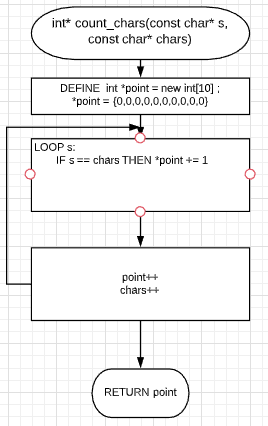 int* count_chars(const char* s,
const char* chars)
DEFINE int *point = new int[10] ;
*point = {0,0,0,0,0,0,0,0,0,0}
LOOP s:
IF s == chars THEN *point += 1
point++
chars++
RETURN point